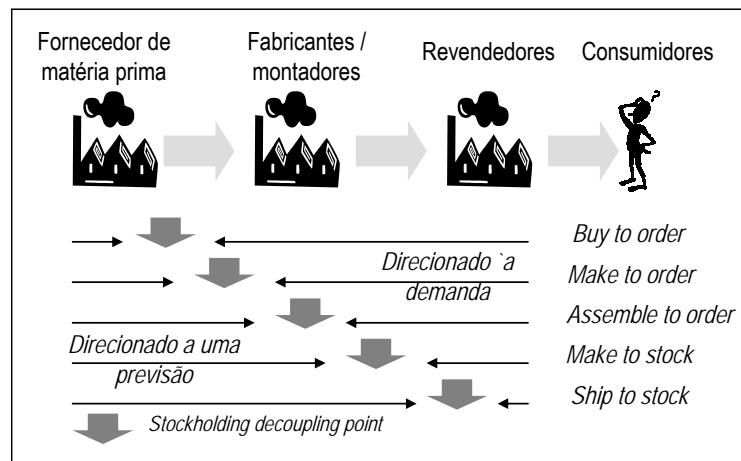 Fornecedor de
matéria prima
Fabricantes /
montadores
Revendedores
Consumidores
Buy to order
Direcionado `a
demanda
Make to order
Assemble to order
Direcionado a uma
previsão
Make to stock
Ship to stock
Stockholding decoupling point